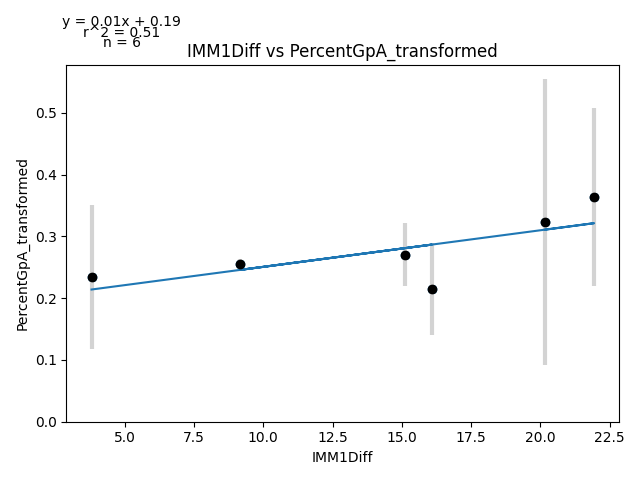 y = 0.01x + 0.19
r^2 = 0.51
n = 6
IMM1Diff vs PercentGpA_transformed
PercentGpA_transformed
0.5
0.4
0.3
0.2
0.1
0.0
5.0 7.5 10.0 12.5 15.0 17.5 20.0 22.5
IMM1Diff